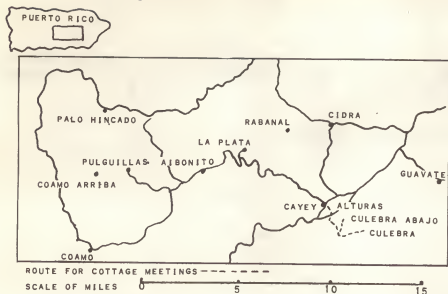 PUERTO RICO
PALO HINCADO
RABANAL
CIDRA
LA PLATA
PULGUILLAS
AIBONITO
GUAVATE
COAMO ARRIBA
CAYEY
ALTURAS
CULEBRA ABAJO
CULEBRA
COAMO
ROUTE FOR COTTAGE MEETINGS
SCALE OF MILES
0 5 10 15